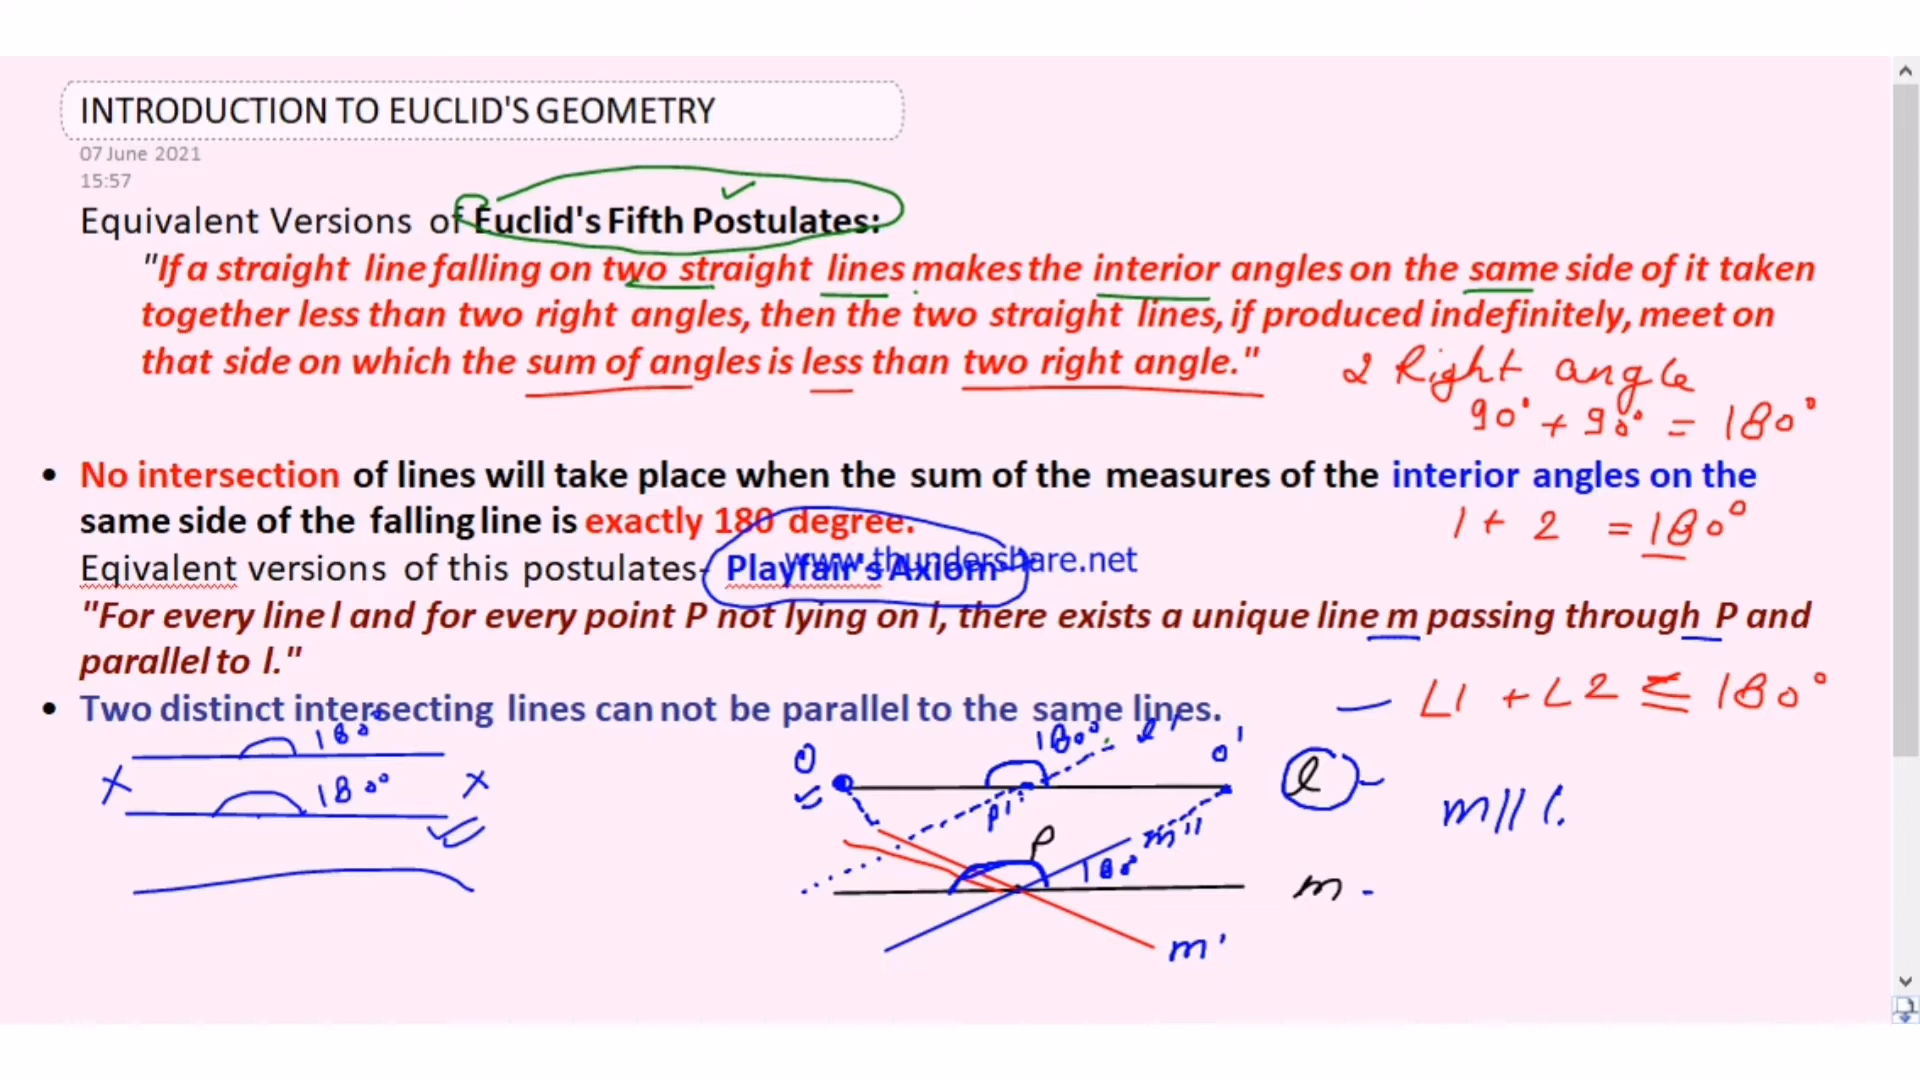 INTRODUCTION TO EUCLID'S GEOMETRY
07 June 2021
15:57
Equivalent Versions of Euclid's Fifth Postulates:
"If a straight line falling on two straight lines makes the interior angles on the same side of it taken
together less than two right angles, then the two straight lines, if produced indefinitely, meet on
that side on which the sum of angles is less than two right angle."
2 Right angle
90° + 90° = 180°
• No intersection of lines will take place when the sum of the measures of the interior angles on the
same side of the falling line is exactly 180 degree.
1 + 2 = 180°
Eqivalent versions of this postulates- Playfair's Axiom
www.thundershare.net
"For every line l and for every point P not lying on l, there exists a unique line m passing through P and
parallel to l."
∠1 + ∠2 ≤ 180°
• Two distinct intersecting lines can not be parallel to the same lines.
180°
180°
X X
O 180° l' O'
l
P'
m || l.
P m''
180°
m
m'